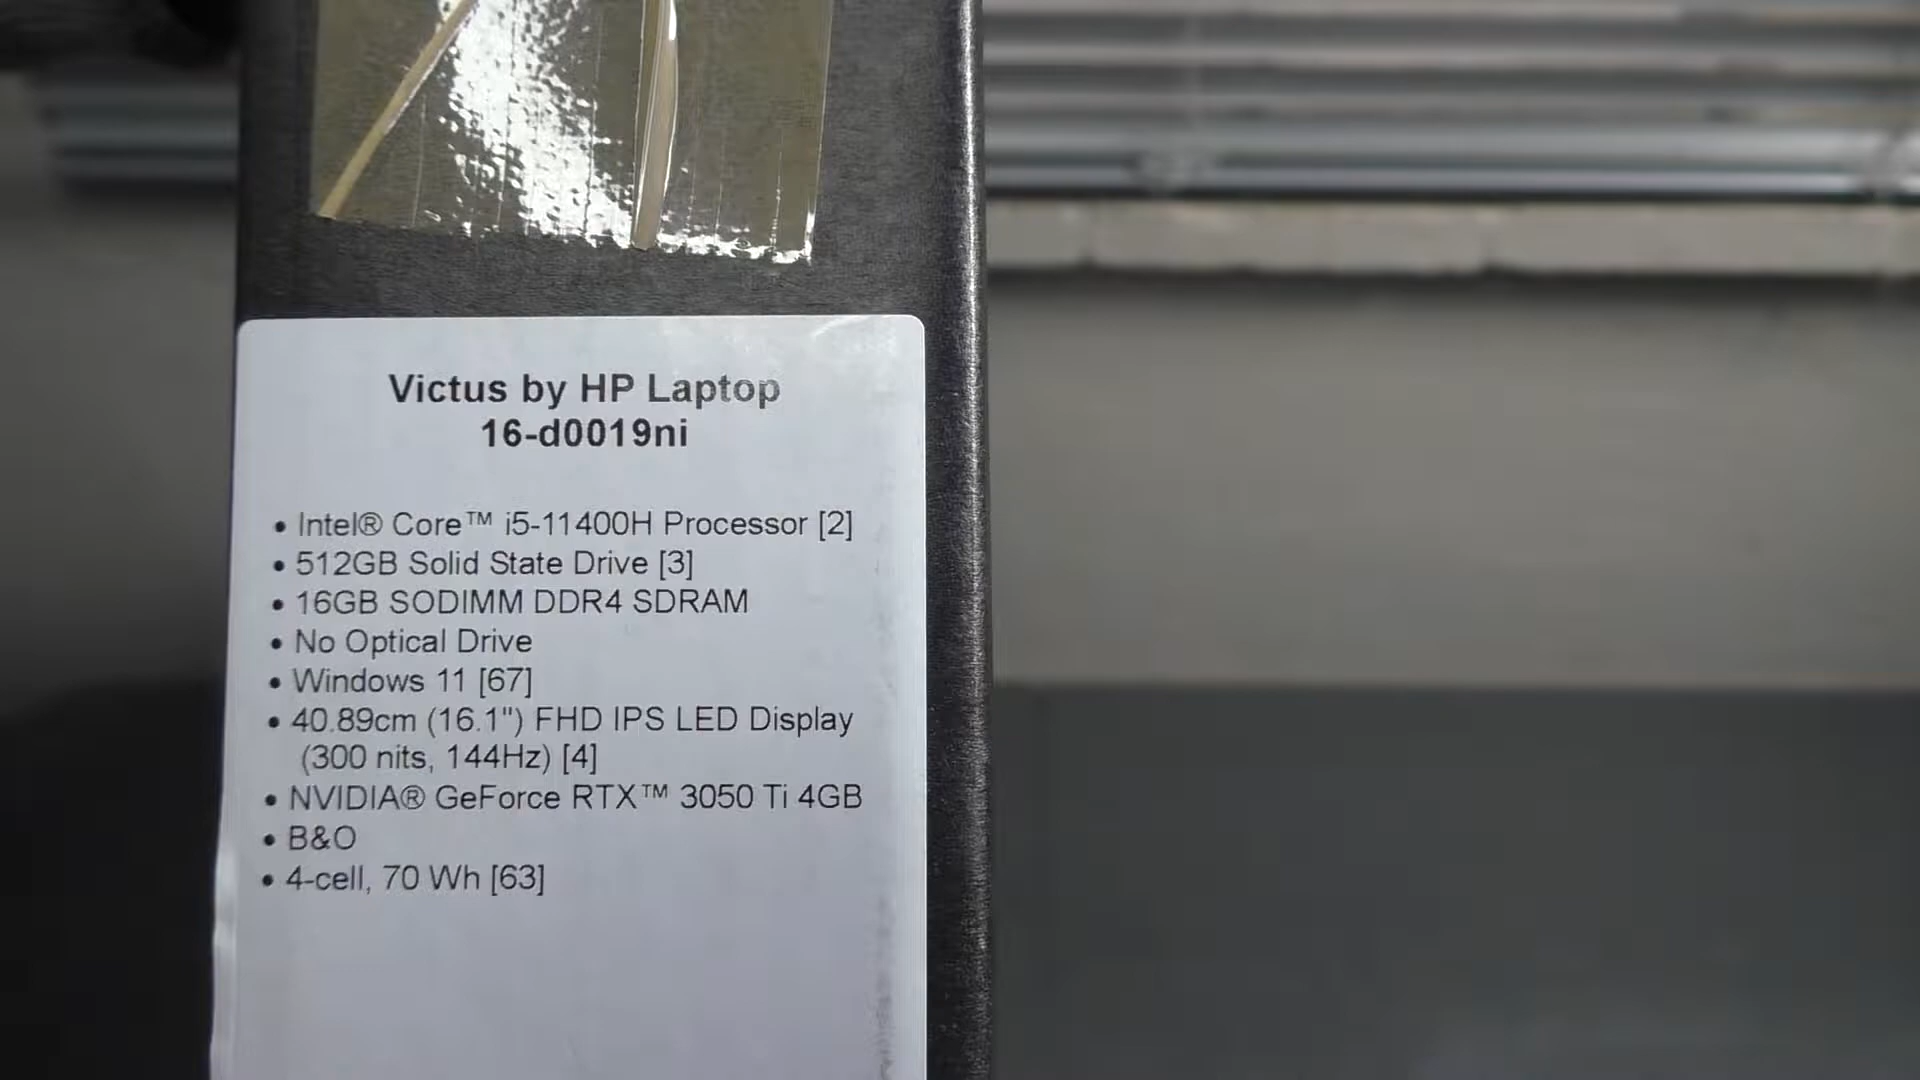 Victus by HP Laptop
16-d0019ni
• Intel® Core™ i5-11400H Processor [2]
• 512GB Solid State Drive [3]
• 16GB SODIMM DDR4 SDRAM
• No Optical Drive
• Windows 11 [67]
• 40.89cm (16.1") FHD IPS LED Display
(300 nits, 144Hz) [4]
• NVIDIA® GeForce RTX™ 3050 Ti 4GB
• B&O
• 4-cell, 70 Wh [63]